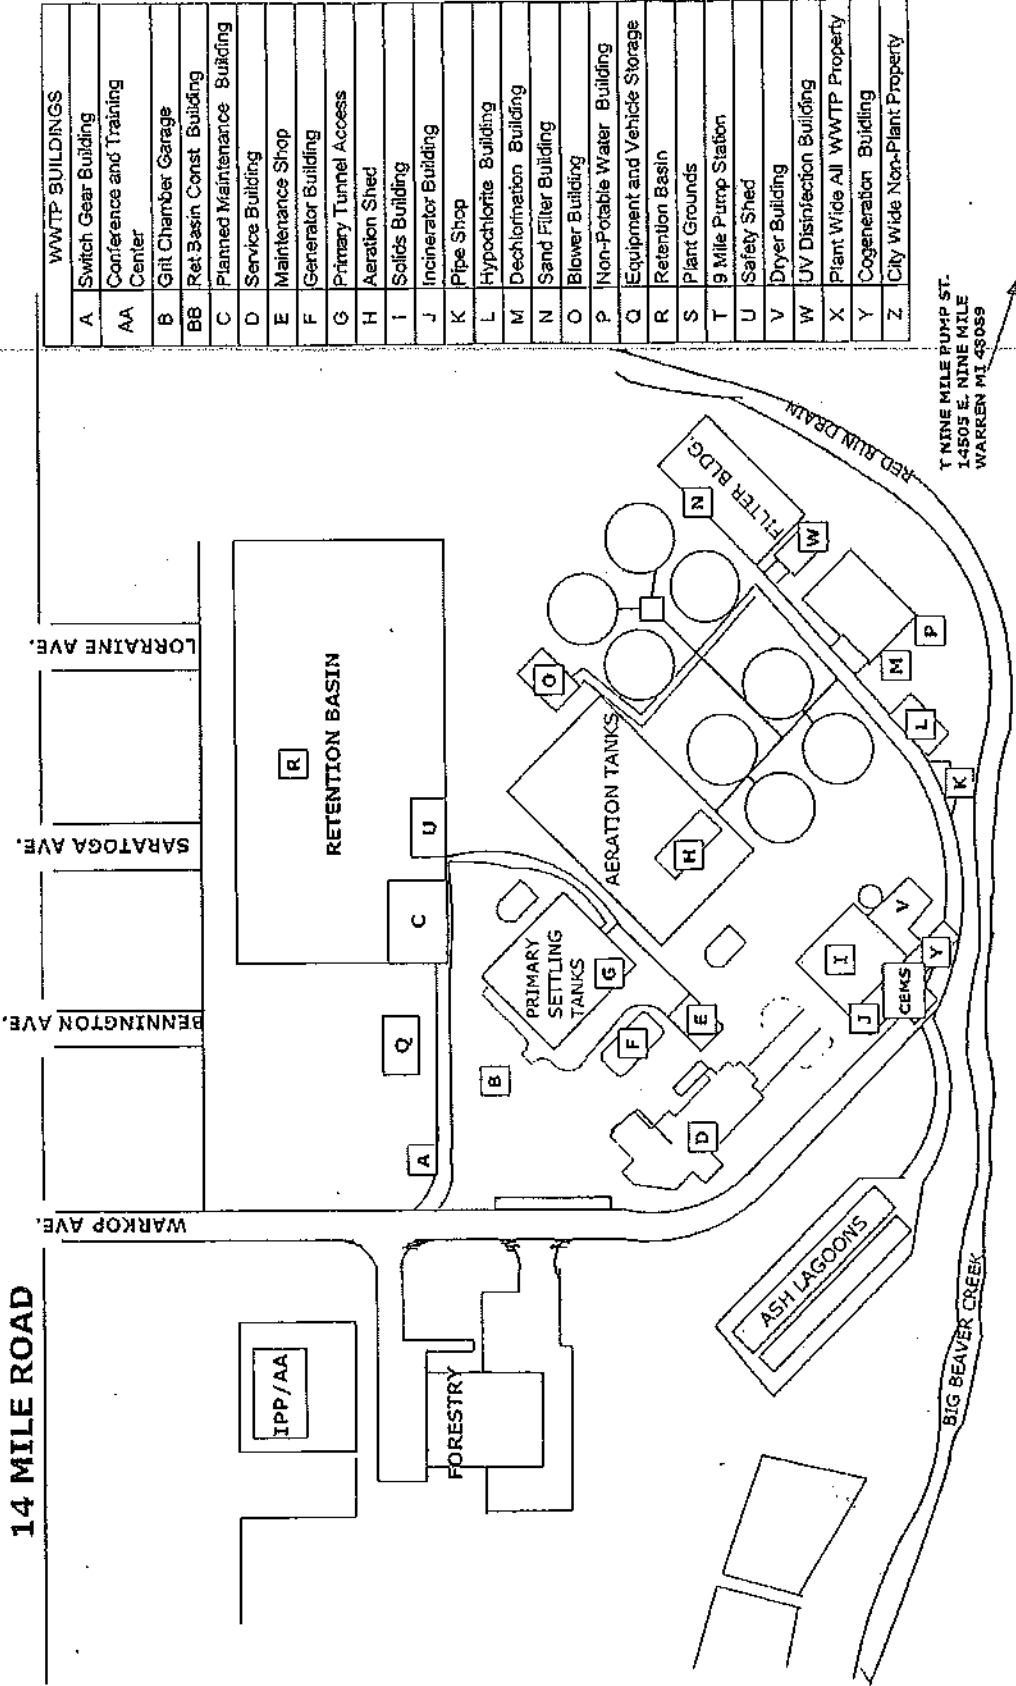 14 MILE ROAD
WARKOP AVE.
BENNINGTON AVE.
SARATOGA AVE.
LORRAINE AVE.
IPP/AA
FORESTRY
A
Q
C
U
R
RETENTION BASIN
B
PRIMARY
SETTLING
TANKS
G
F
E
D
O
AERATION TANKS
H
N
FILTER BLDG.
W
P
M
L
K
I
V
J
CEMS
Y
ASH LAGOONS
BIG BEAVER CREEK
RED RUN DRAIN
T NINE MILE PUMP ST.
14505 E. NINE MILE
WARREN MI 48089
WWTP BUILDINGS
A Switch Gear Building
AA Conference and Training
Center
B Grit Chamber Garage
BB Ret Basin Const Building
C Planned Maintenance Building
D Service Building
E Maintenance Shop
F Generator Building
G Primary Tunnel Access
H Aeration Shed
I Solids Building
J Incinerator Building
K Pipe Shop
L Hypochlorite Building
M Dechlorination Building
N Sand Filter Building
O Blower Building
P Non-Potable Water Building
Q Equipment and Vehicle Storage
R Retention Basin
S Plant Grounds
T 9 Mile Pump Station
U Safety Shed
V Dryer Building
W UV Disinfection Building
X Plant Wide All WWTP Property
Y Cogeneration Buidling
Z City Wide Non-Plant Property